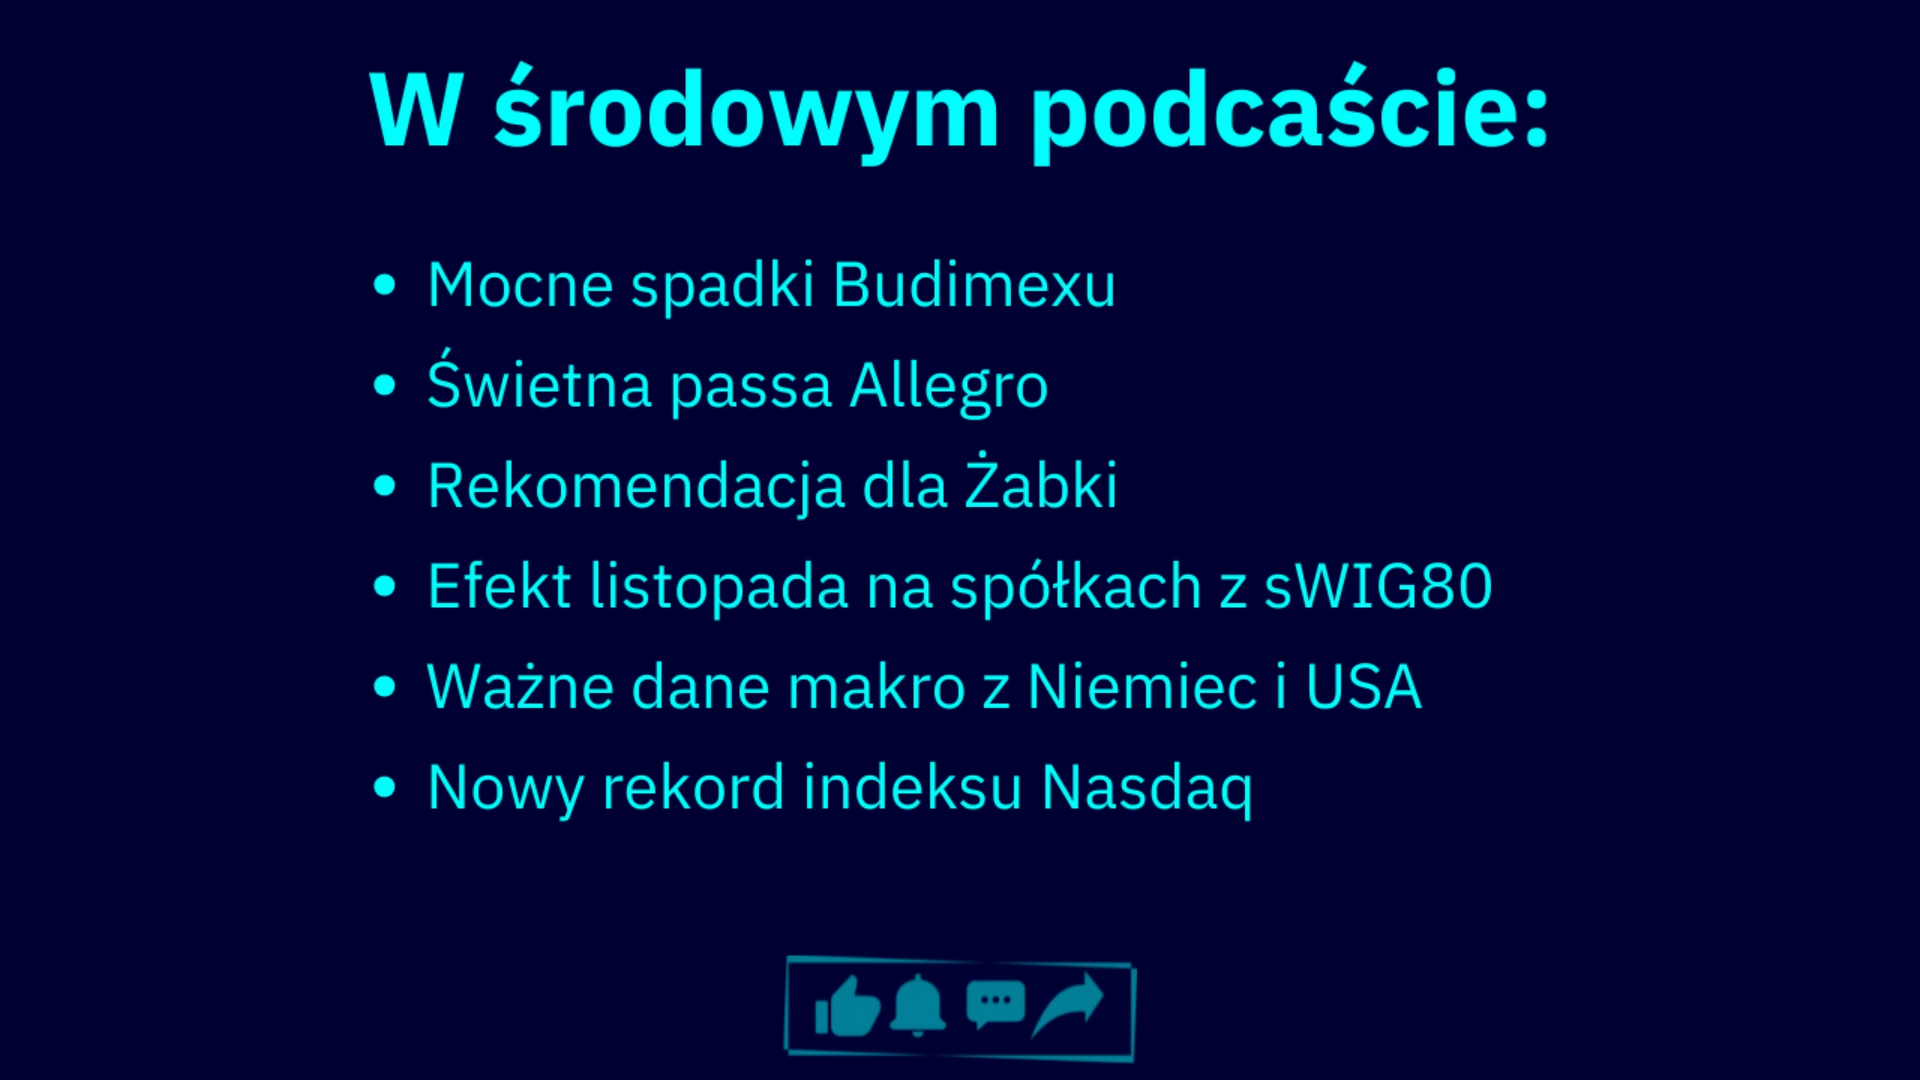 W środowym podcaście:
• Mocne spadki Budimexu
• Świetna passa Allegro
• Rekomendacja dla Żabki
• Efekt listopada na spółkach z sWIG80
• Ważne dane makro z Niemiec i USA
• Nowy rekord indeksu Nasdaq